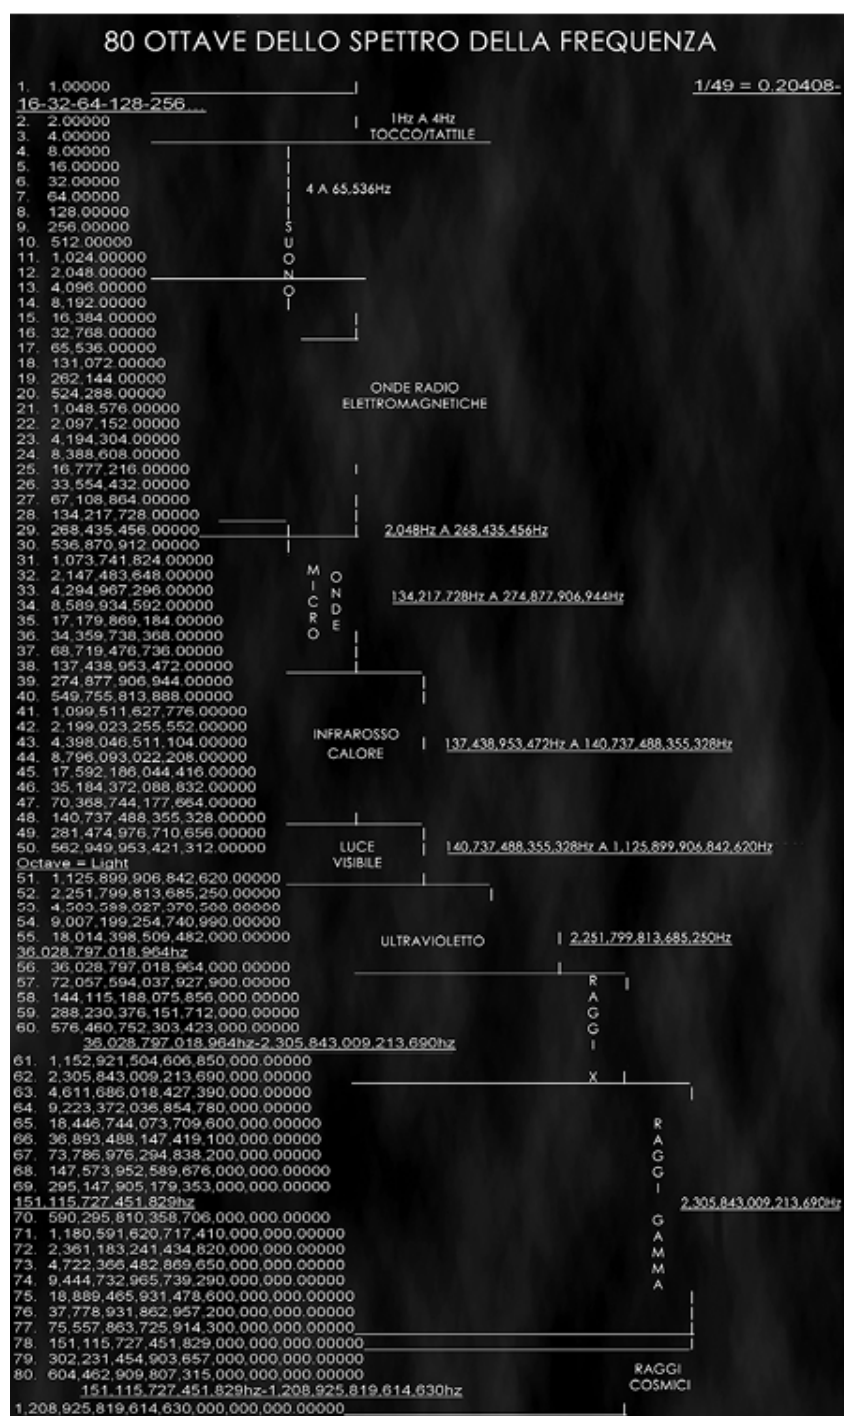 80 OTTAVE DELLO SPETTRO DELLA FREQUENZA
1. 1.00000
1/49 = 0.20408-
16-32-64-128-256...
2. 2.00000
1Hz A 4Hz
TOCCO/TATTILE
3. 4.00000
4. 8.00000
5. 16.00000
6. 32.00000
4 A 65,536Hz
7. 64.00000
8. 128.00000
9. 256.00000
SUONO
10. 512.00000
11. 1,024.00000
12. 2,048.00000
13. 4,096.00000
14. 8,192.00000
15. 16,384.00000
16. 32,768.00000
17. 65,536.00000
18. 131,072.00000
19. 262,144.00000
ONDE RADIO
ELETTROMAGNETICHE
20. 524,288.00000
21. 1,048,576.00000
22. 2,097,152.00000
23. 4,194,304.00000
24. 8,388,608.00000
25. 16,777,216.00000
26. 33,554,432.00000
27. 67,108,864.00000
28. 134,217,728.00000
29. 268,435,456.00000
2,048Hz A 268,435,456Hz
30. 536,870,912.00000
31. 1,073,741,824.00000
MICRO
ONDE
32. 2,147,483,648.00000
33. 4,294,967,296.00000
134,217,728Hz A 274,877,906,944Hz
34. 8,589,934,592.00000
35. 17,179,869,184.00000
36. 34,359,738,368.00000
37. 68,719,476,736.00000
38. 137,438,953,472.00000
39. 274,877,906,944.00000
40. 549,755,813,888.00000
41. 1,099,511,627,776.00000
42. 2,199,023,255,552.00000
INFRAROSSO
CALORE
137,438,953,472Hz A 140,737,488,355,328Hz
43. 4,398,046,511,104.00000
44. 8,796,093,022,208.00000
45. 17,592,186,044,416.00000
46. 35,184,372,088,832.00000
47. 70,368,744,177,664.00000
48. 140,737,488,355,328.00000
49. 281,474,976,710,656.00000
50. 562,949,953,421,312.00000
LUCE
VISIBILE
140,737,488,355,328Hz A 1,125,899,906,842,620Hz
Octave = Light
51. 1,125,899,906,842,620.00000
52. 2,251,799,813,685,250.00000
53. 4,503,599,627,370,500.00000
54. 9,007,199,254,740,990.00000
55. 18,014,398,509,482,000.00000
ULTRAVIOLETTO
2,251,799,813,685,250Hz
36,028,797,018,964hz
56. 36,028,797,018,964,000.00000
57. 72,057,594,037,927,900.00000
RAGGI X
58. 144,115,188,075,856,000.00000
59. 288,230,376,151,712,000.00000
60. 576,460,752,303,423,000.00000
36,028,797,018,964hz-2,305,843,009,213,690hz
61. 1,152,921,504,606,850,000.00000
62. 2,305,843,009,213,690,000.00000
63. 4,611,686,018,427,390,000.00000
64. 9,223,372,036,854,780,000.00000
65. 18,446,744,073,709,600,000.00000
66. 36,893,488,147,419,100,000.00000
67. 73,786,976,294,838,200,000.00000
68. 147,573,952,589,676,000,000.00000
69. 295,147,905,179,353,000,000.00000
RAGGI GAMMA
151,115,727,451,829hz
2,305,843,009,213,690Hz
70. 590,295,810,358,706,000,000.00000
71. 1,180,591,620,717,410,000,000.00000
72. 2,361,183,241,434,820,000,000.00000
73. 4,722,366,482,869,650,000,000.00000
74. 9,444,732,965,739,290,000,000.00000
75. 18,889,465,931,478,600,000,000.00000
76. 37,778,931,862,957,200,000,000.00000
77. 75,557,863,725,914,300,000,000.00000
78. 151,115,727,451,829,000,000.00000
79. 302,231,454,903,657,000,000.00000
80. 604,462,909,807,315,000,000.00000
RAGGI
COSMICI
151,115,727,451,829hz-1,208,925,819,614,630hz
1,208,925,819,614,630,000,000.00000